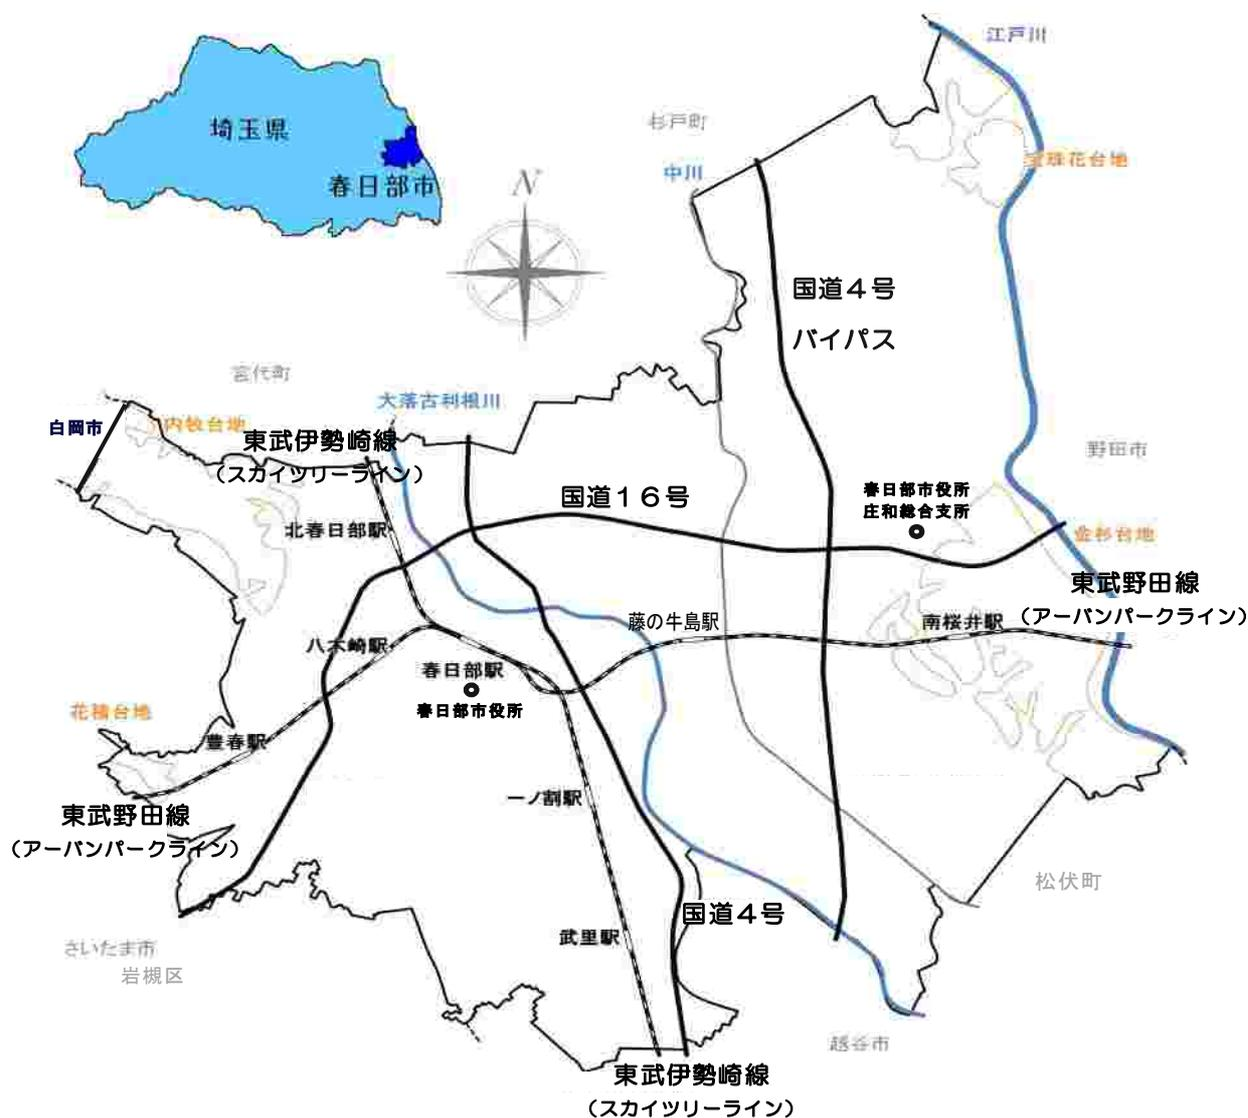 江戸川
埼玉県
杉戸町
宝珠花台地
中川
春日部市
N
国道4号
バイパス
宮代町
大落古利根川
白岡市
内牧台地
東武伊勢崎線
（スカイツリーライン）
野田市
国道16号
春日部市役所
庄和総合支所
北春日部駅
金杉台地
東武野田線
（アーバンパークライン）
藤の牛島駅
南桜井駅
八木崎駅
春日部駅
春日部市役所
花積台地
豊春駅
一ノ割駅
東武野田線
（アーバンパークライン）
松伏町
国道4号
武里駅
さいたま市
岩槻区
越谷市
東武伊勢崎線
（スカイツリーライン）